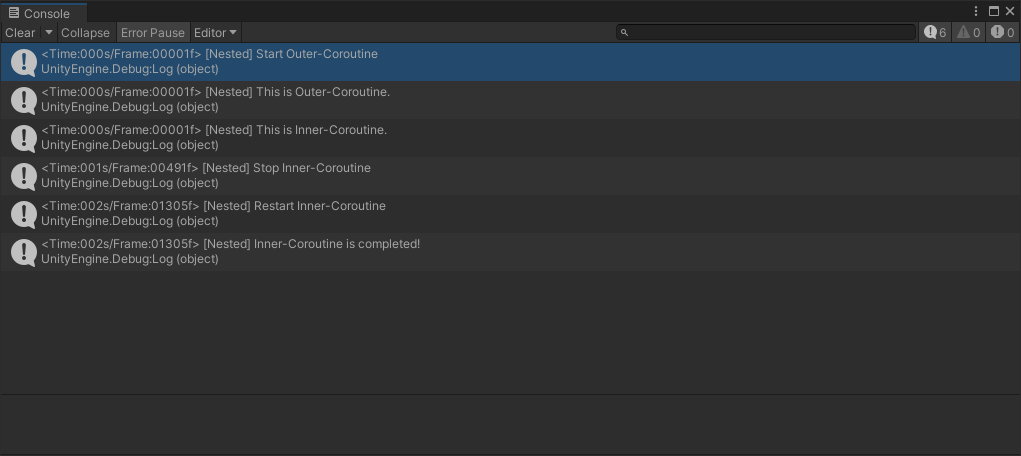 Console
Clear Collapse Error Pause Editor 6 0 0
<Time:000s/Frame:00001f> [Nested] Start Outer-Coroutine
UnityEngine.Debug:Log (object)
<Time:000s/Frame:00001f> [Nested] This is Outer-Coroutine.
UnityEngine.Debug:Log (object)
<Time:000s/Frame:00001f> [Nested] This is Inner-Coroutine.
UnityEngine.Debug:Log (object)
<Time:001s/Frame:00491f> [Nested] Stop Inner-Coroutine
UnityEngine.Debug:Log (object)
<Time:002s/Frame:01305f> [Nested] Restart Inner-Coroutine
UnityEngine.Debug:Log (object)
<Time:002s/Frame:01305f> [Nested] Inner-Coroutine is completed!
UnityEngine.Debug:Log (object)